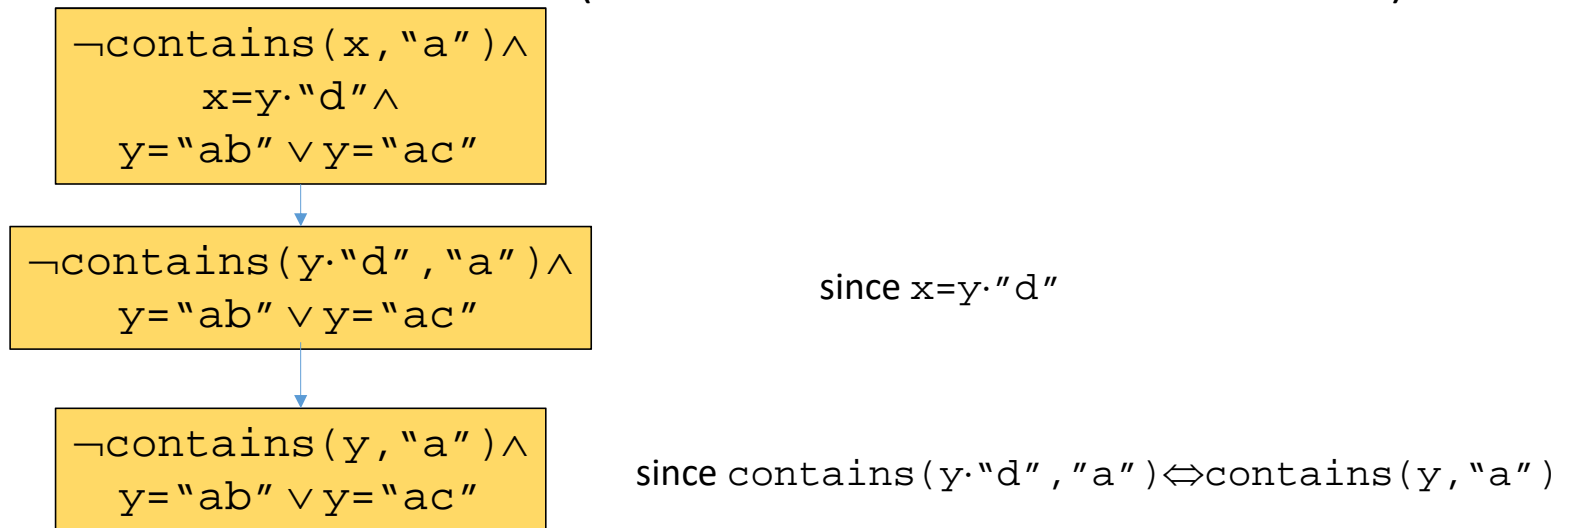 ¬contains(x,“a”)∧
x=y·“d”∧
y=“ab” ∨ y=“ac”
¬contains(y·“d”,“a”)∧
y=“ab” ∨ y=“ac”
since x=y·”d”
¬contains(y,“a”)∧
y=“ab” ∨ y=“ac”
since contains(y·“d”,”a”)⇔contains(y,“a”)